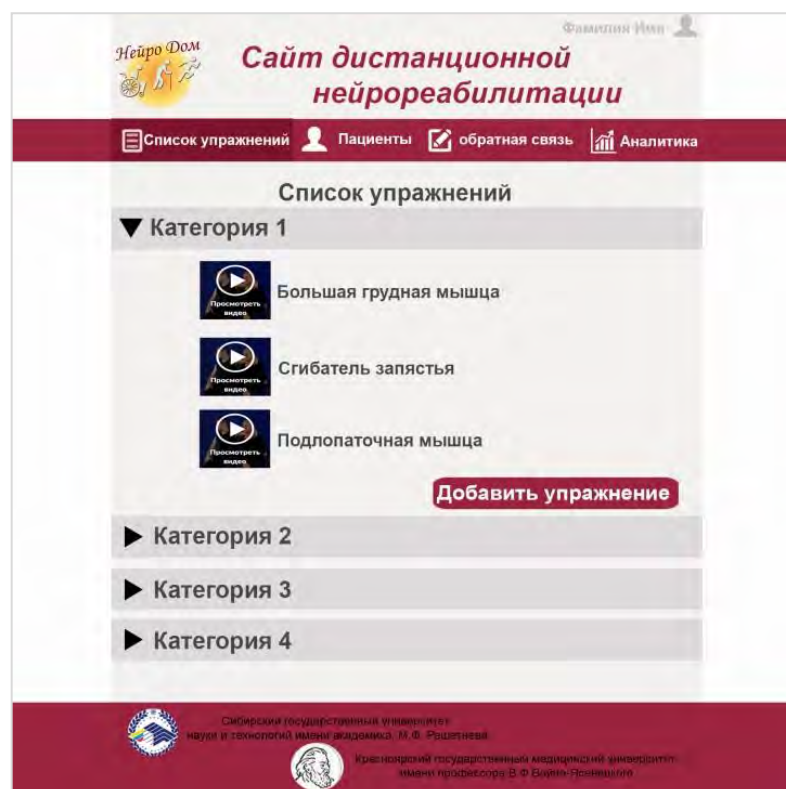 Фамилия Имя
Нейро Дом
Сайт дистанционной
нейрореабилитации
Список упражнений
Пациенты
обратная связь
Аналитика
Список упражнений
Категория 1
Просмотреть
видео
Большая грудная мышца
Просмотреть
видео
Сгибатель запястья
Просмотреть
видео
Подлопаточная мышца
Добавить упражнение
Категория 2
Категория 3
Категория 4
Сибирский государственный университет
науки и технологий имени академика. М.Ф. Решетнева
Красноярский государственный медицинский университет
имени профессора В.Ф Войно-Ясенецкого